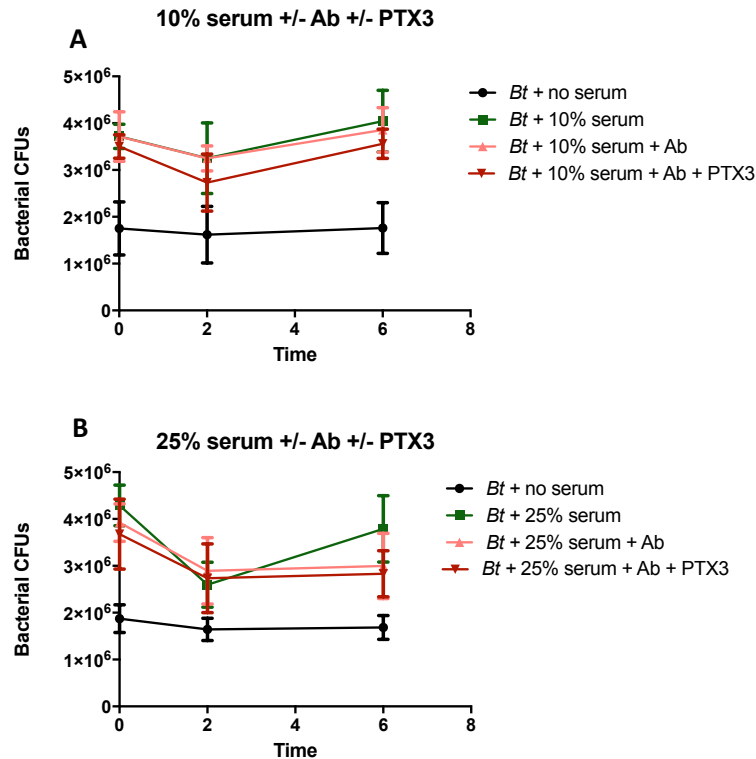 10% serum +/- Ab +/- PTX3
A
5×10⁶
4×10⁶
3×10⁶
2×10⁶
1×10⁶
0
Bacterial CFUs
0 2 4 6 8
Time
Bt + no serum
Bt + 10% serum
Bt + 10% serum + Ab
Bt + 10% serum + Ab + PTX3
B
25% serum +/- Ab +/- PTX3
5×10⁶
4×10⁶
3×10⁶
2×10⁶
1×10⁶
0
Bacterial CFUs
0 2 4 6 8
Time
Bt + no serum
Bt + 25% serum
Bt + 25% serum + Ab
Bt + 25% serum + Ab + PTX3